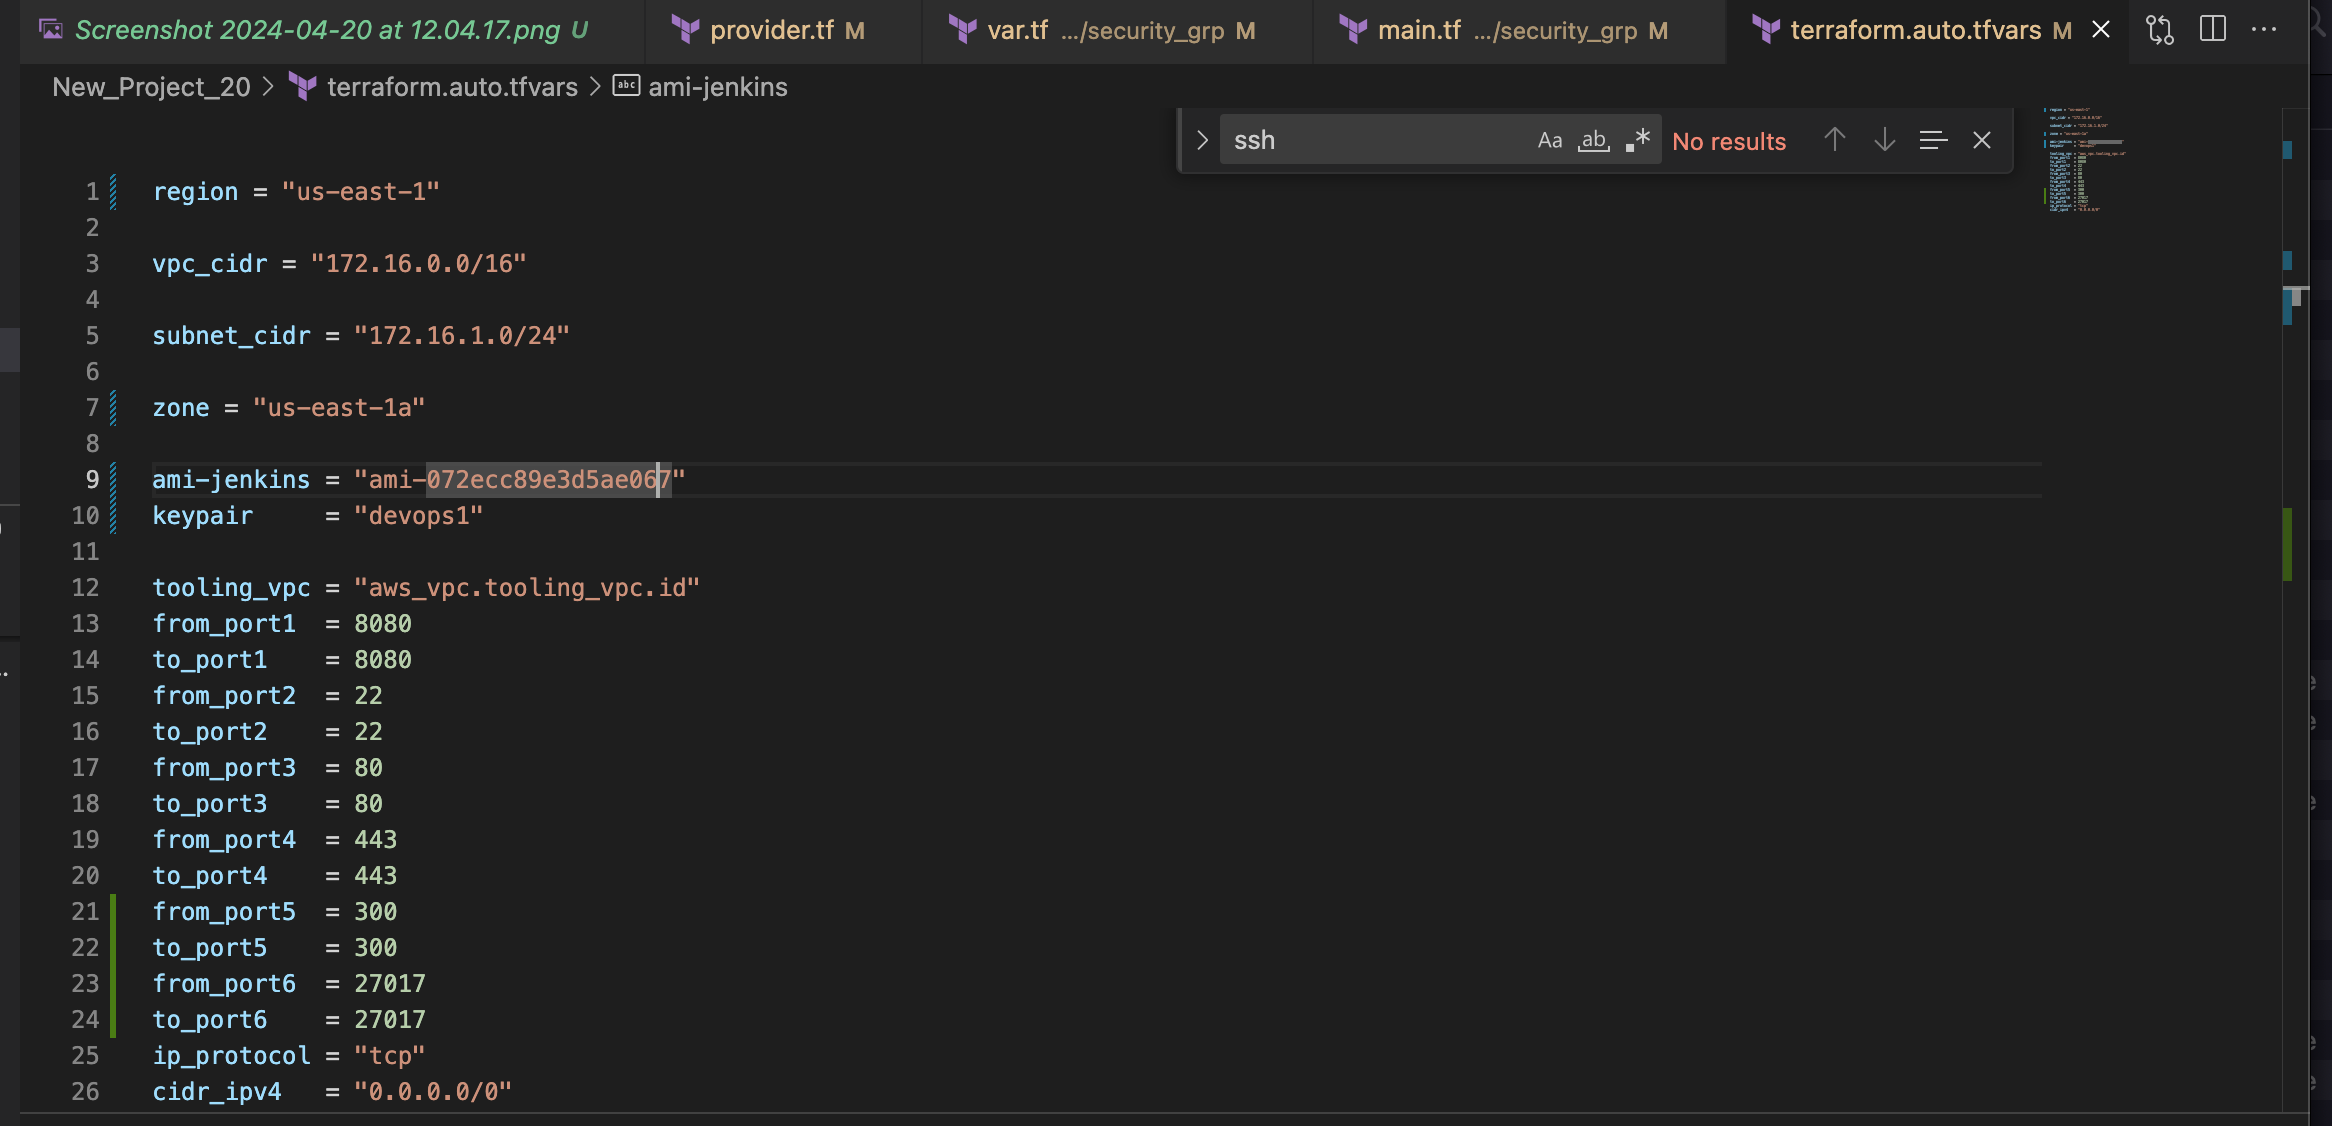 Screenshot 2024-04-20 at 12.04.17.png U provider.tf M var.tf .../security_grp M main.tf .../security_grp M terraform.auto.tfvars M
New_Project_20 > terraform.auto.tfvars > abc ami-jenkins
ssh Aa ab .* No results
1 region = "us-east-1"
2
3 vpc_cidr = "172.16.0.0/16"
4
5 subnet_cidr = "172.16.1.0/24"
6
7 zone = "us-east-1a"
8
9 ami-jenkins = "ami-072ecc89e3d5ae067"
10 keypair     = "devops1"
11
12 tooling_vpc = "aws_vpc.tooling_vpc.id"
13 from_port1  = 8080
14 to_port1    = 8080
15 from_port2  = 22
16 to_port2    = 22
17 from_port3  = 80
18 to_port3    = 80
19 from_port4  = 443
20 to_port4    = 443
21 from_port5  = 300
22 to_port5    = 300
23 from_port6  = 27017
24 to_port6    = 27017
25 ip_protocol = "tcp"
26 cidr_ipv4   = "0.0.0.0/0"